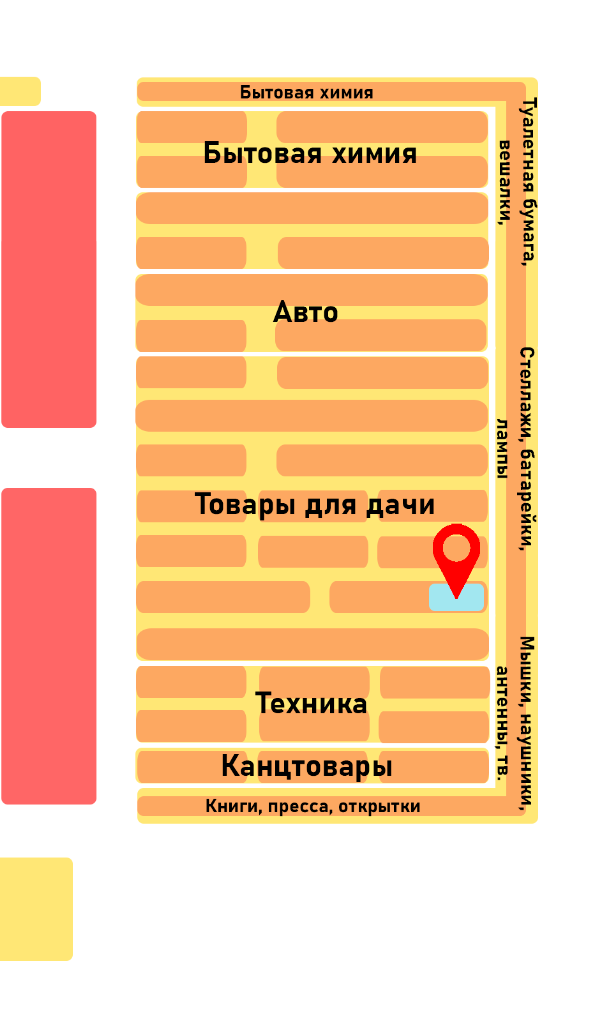 Бытовая химия
Бытовая химия
Туалетная бумага,
вешалки,
Авто
Стеллажи, батарейки,
лампы
Товары для дачи
Мышки, наушники,
антенны, тв.
Техника
Канцтовары
Книги, пресса, открытки